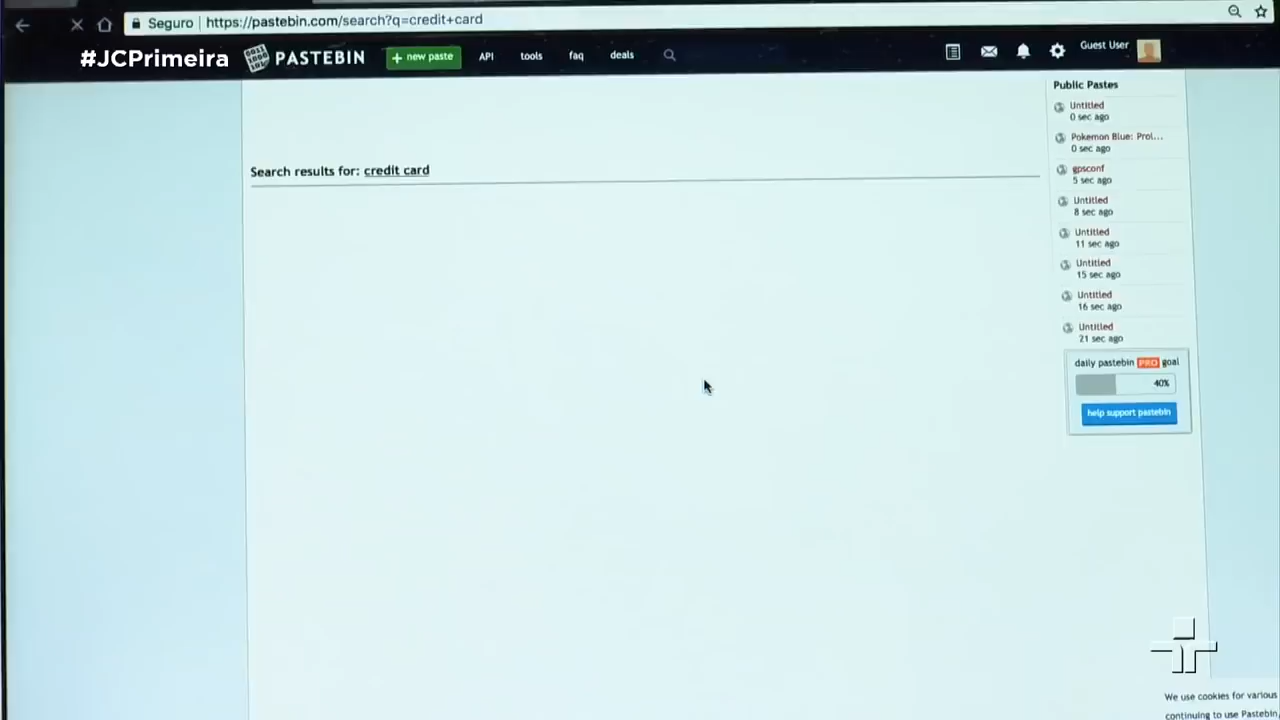 Seguro https://pastebin.com/search?q=credit+card
#JCPrimeira PASTEBIN + new paste API tools faq deals Guest User
Public Pastes
Untitled
0 sec ago
Pokemon Blue: Prol...
0 sec ago
Search results for: credit card
gpsconf
5 sec ago
Untitled
8 sec ago
Untitled
11 sec ago
Untitled
15 sec ago
Untitled
16 sec ago
Untitled
21 sec ago
daily pastebin PRO goal
40%
help support pastebin
We use cookies for various
continuing to use Pastebin,